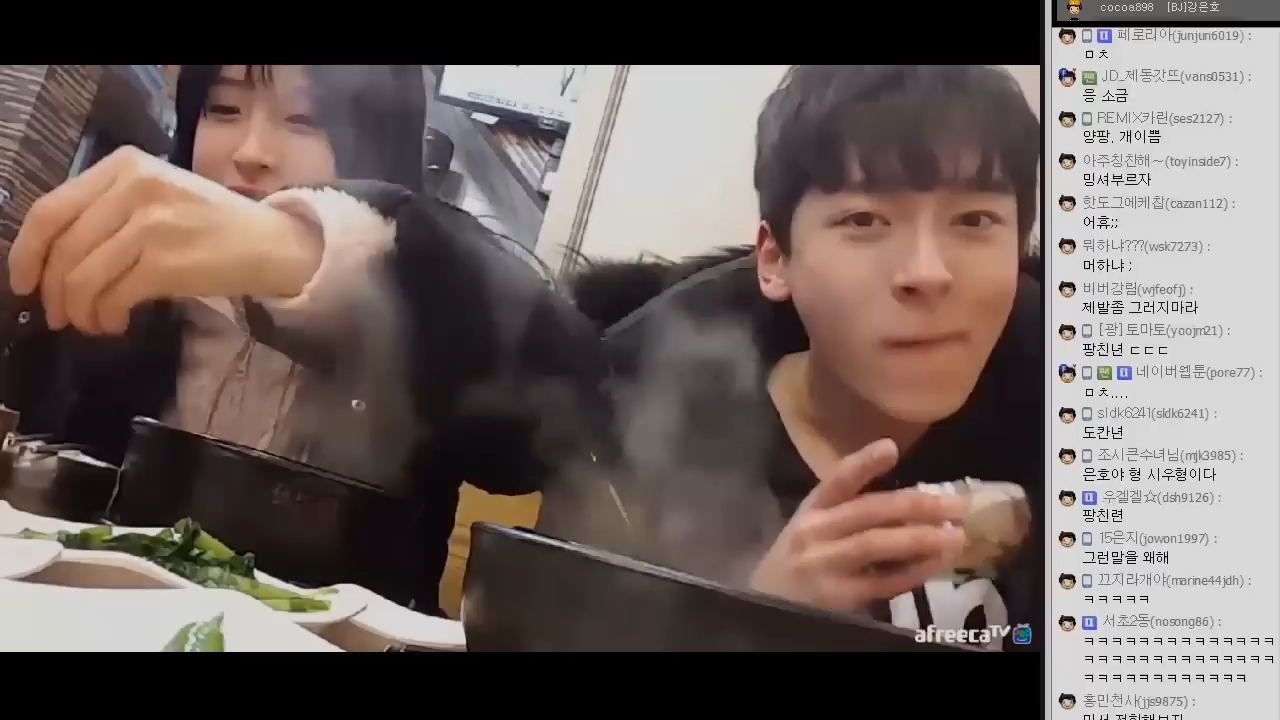 cocoa898 [BJ]강은호
페로리아(junjun6019) :
ㅁㅊ
JD_제동갓뜨(vans0531) :
응 소금
REMIX카린(ses2127) :
양팡, 개이쁨
아주칭찬해~(toyinside7) :
밍셔부르자
핫도그에케찹(cazan112) :
어휴;;
뭐하냐???(wsk7273) :
머하냐 ;
비버강림(wjfeofj) :
제발좀 그러지마라
[팡] 토마토(yoojm21) :
팡친년 ㄷㄷㄷ
네이버웹툰(pore77) :
ㅁㅊ....
sldk6241(sldk6241) :
도칸년
조시큰수녀님(mjk3985) :
은호야 형 시우형이다
우겔겔☆(dsh9126) :
팡친련
15은지(jowon1997) :
그런말을 왜해
끄지라개야(marine44jdh) :
ㅋㅋㅋㅋㅋ
서초2동(nosong86) :
ㅋㅋㅋㅋㅋㅋㅋㅋㅋㅋㅋㅋㅋㅋ
ㅋㅋㅋㅋㅋㅋㅋㅋㅋㅋㅋㅋㅋㅋ
ㅋㅋㅋㅋㅋㅋㅋㅋㅋㅋㅋㅋ
홍민천사(jjs9875) :
afreecaTV